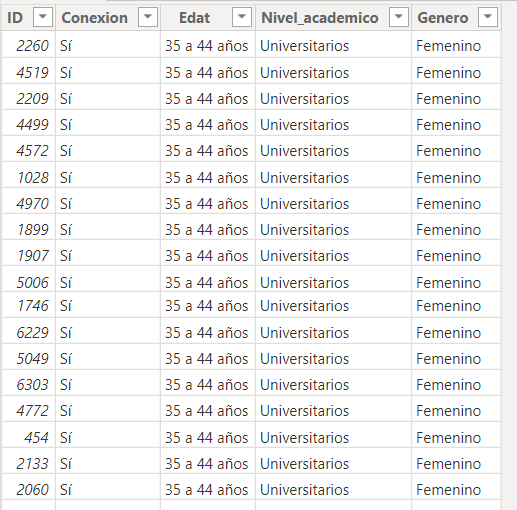 ID Conexion Edat Nivel_academico Genero
2260 Sí 35 a 44 años Universitarios Femenino
4519 Sí 35 a 44 años Universitarios Femenino
2209 Sí 35 a 44 años Universitarios Femenino
4499 Sí 35 a 44 años Universitarios Femenino
4572 Sí 35 a 44 años Universitarios Femenino
1028 Sí 35 a 44 años Universitarios Femenino
4970 Sí 35 a 44 años Universitarios Femenino
1899 Sí 35 a 44 años Universitarios Femenino
1907 Sí 35 a 44 años Universitarios Femenino
5006 Sí 35 a 44 años Universitarios Femenino
1746 Sí 35 a 44 años Universitarios Femenino
6229 Sí 35 a 44 años Universitarios Femenino
5049 Sí 35 a 44 años Universitarios Femenino
6303 Sí 35 a 44 años Universitarios Femenino
4772 Sí 35 a 44 años Universitarios Femenino
454 Sí 35 a 44 años Universitarios Femenino
2133 Sí 35 a 44 años Universitarios Femenino
2060 Sí 35 a 44 años Universitarios Femenino